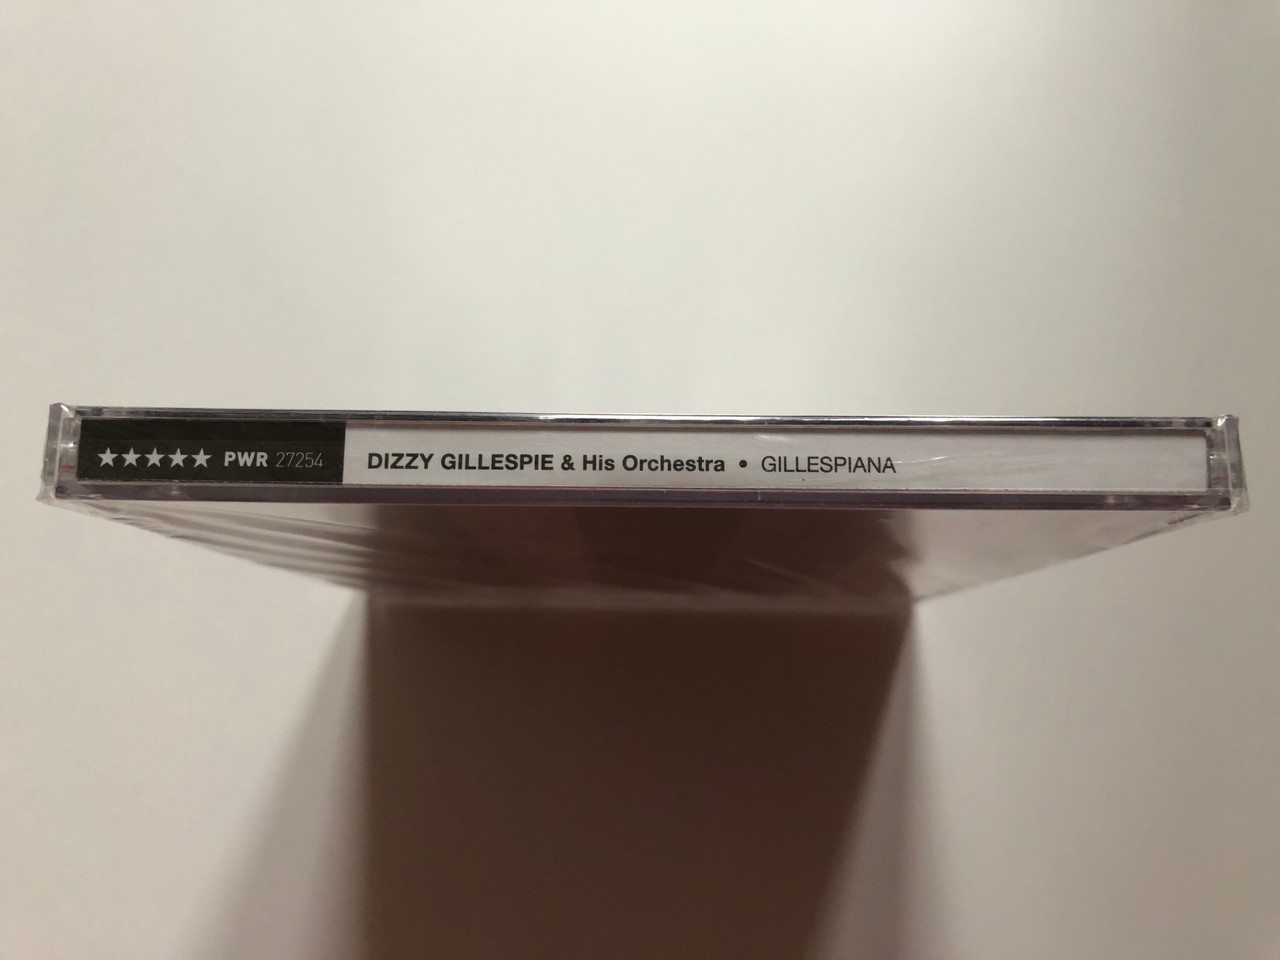 ★★★★★ PWR 27254 DIZZY GILLESPIE & His Orchestra • GILLESPIANA